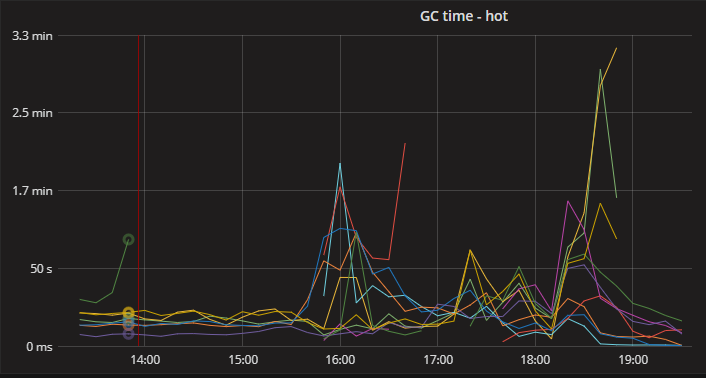 GC time - hot
3.3 min
2.5 min
1.7 min
50 s
0 ms
14:00
15:00
16:00
17:00
18:00
19:00